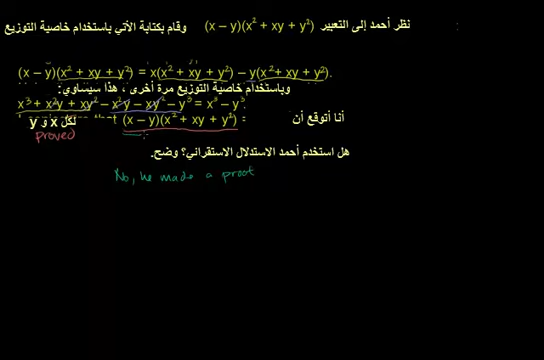 نظر أحمد إلى التعبير (x − y)(x² + xy + y²) وقام بكتابة الآتي باستخدام خاصية التوزيع
(x − y)(x² + xy + y²) = x(x² + xy + y²) − y(x² + xy + y²).
وباستخدام خاصية التوزيع مرة أخرى ، هذا سيساوي:
x³ + x²y + xy² − x²y − xy² − y³ = x³ − y³
أنا أتوقع أن (x − y)(x² + xy + y²) = لكل x و y
proved
هل استخدم أحمد الاستدلال الاستقرائي؟ وضح.
No, he made a proof